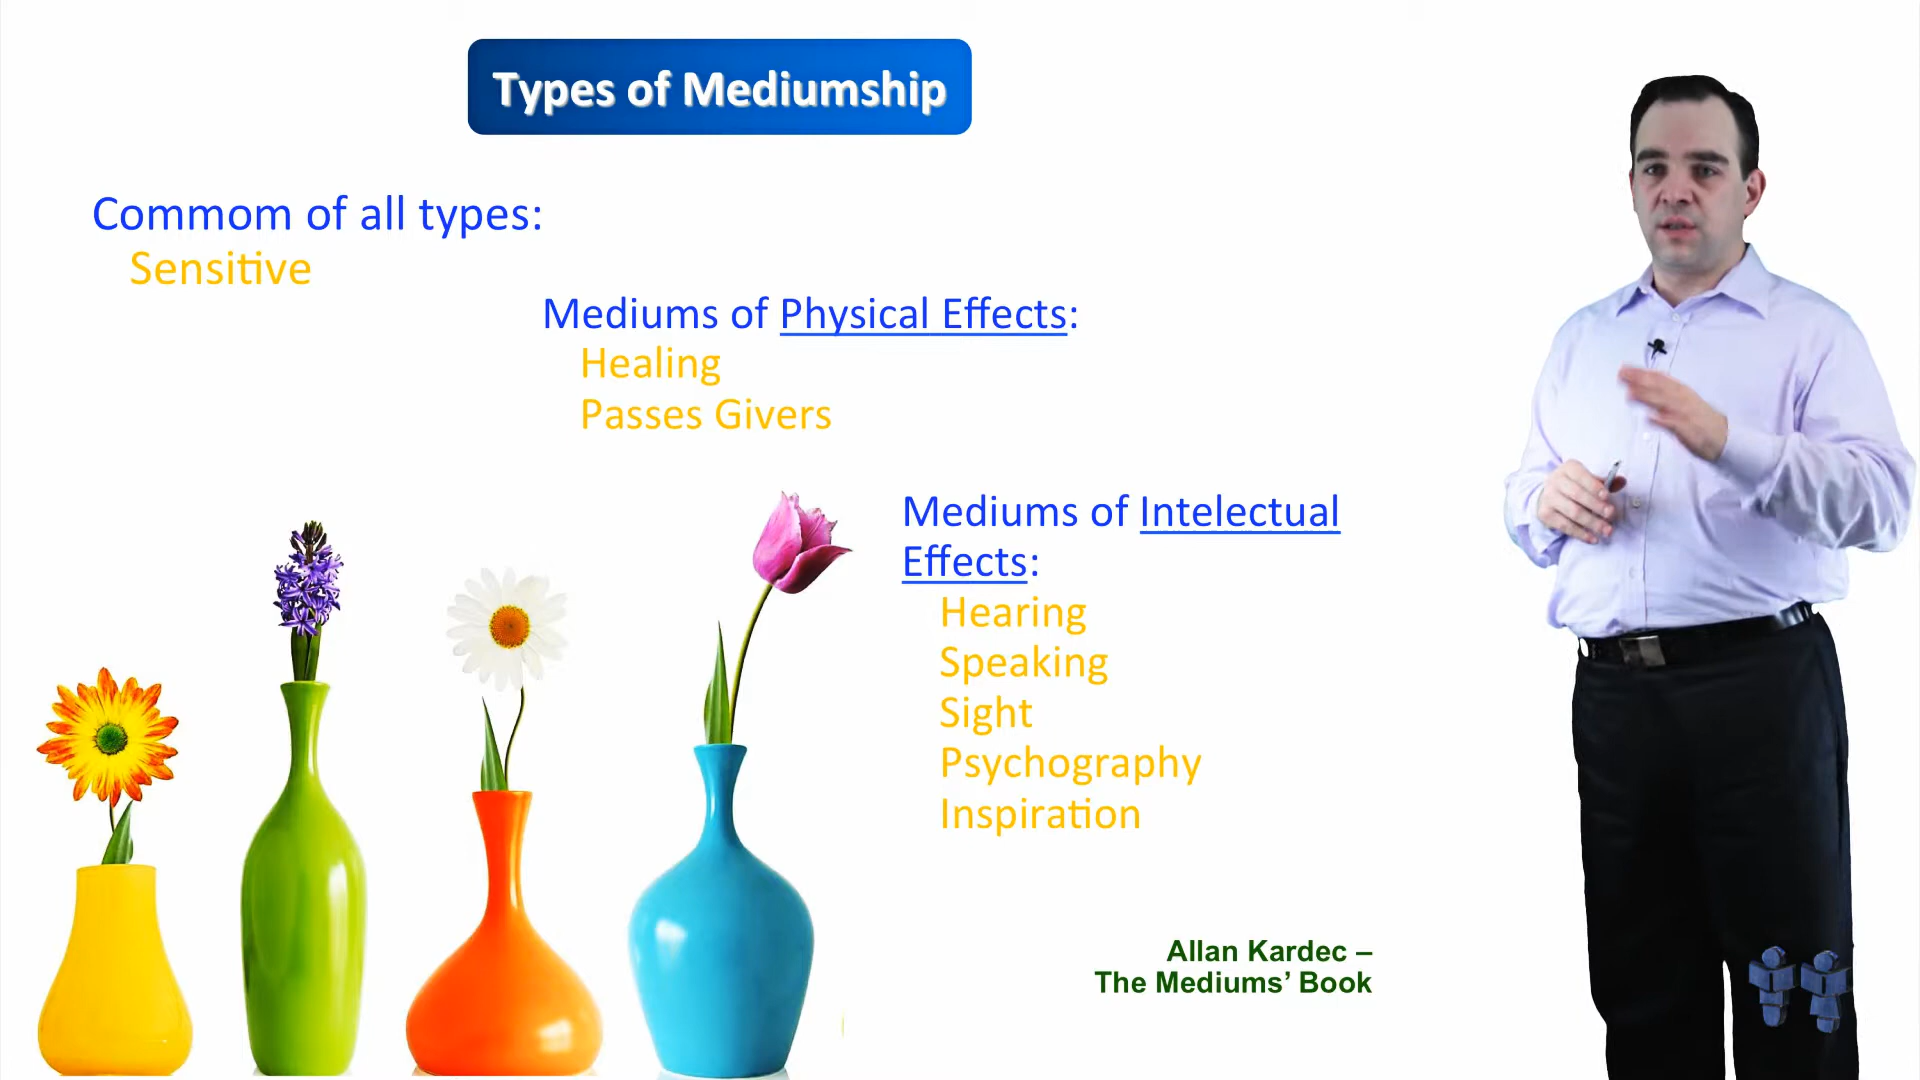 Types of Mediumship
Commom of all types:
Sensitive
Mediums of Physical Effects:
Healing
Passes Givers
Mediums of Intelectual
Effects:
Hearing
Speaking
Sight
Psychography
Inspiration
Allan Kardec –
The Mediums’ Book